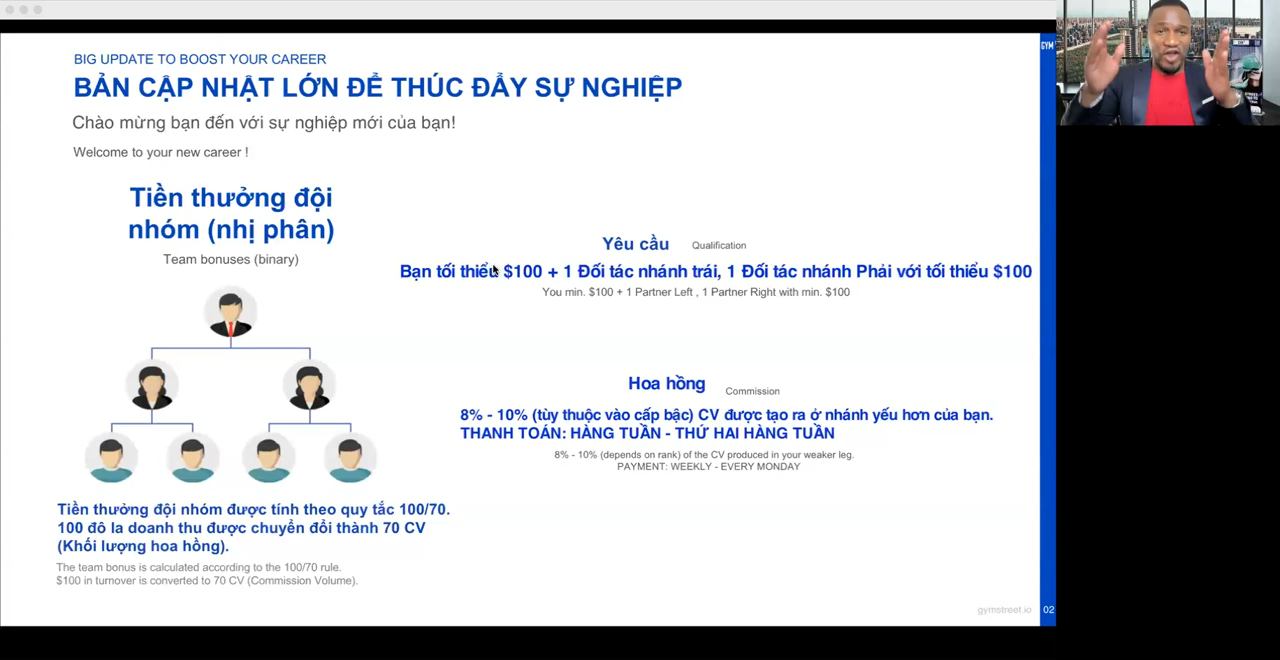 BIG UPDATE TO BOOST YOUR CAREER
BẢN CẬP NHẬT LỚN ĐỂ THÚC ĐẨY SỰ NGHIỆP
Chào mừng bạn đến với sự nghiệp mới của bạn!
Welcome to your new career !
Tiền thưởng đội
nhóm (nhị phân)
Team bonuses (binary)
Tiền thưởng đội nhóm được tính theo quy tắc 100/70.
100 đô la doanh thu được chuyển đổi thành 70 CV
(Khối lượng hoa hồng).
The team bonus is calculated according to the 100/70 rule.
$100 in turnover is converted to 70 CV (Commission Volume).
Yêu cầu Qualification
Bạn tối thiểu $100 + 1 Đối tác nhánh trái, 1 Đối tác nhánh Phải với tối thiểu $100
You min. $100 + 1 Partner Left , 1 Partner Right with min. $100
Hoa hồng Commission
8% - 10% (tùy thuộc vào cấp bậc) CV được tạo ra ở nhánh yếu hơn của bạn.
THANH TOÁN: HÀNG TUẦN - THỨ HAI HÀNG TUẦN
8% - 10% (depends on rank) of the CV produced in your weaker leg.
PAYMENT: WEEKLY - EVERY MONDAY
GYM
gymstreet.io 02